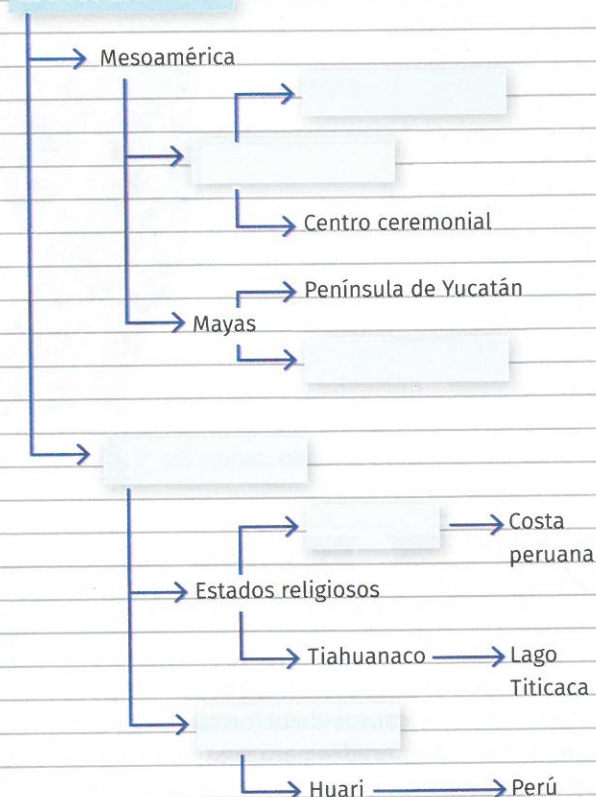 Mesoamérica
Centro ceremonial
Península de Yucatán
Mayas
Costa
peruana
Estados religiosos
Tiahuanaco
Lago
Titicaca
Huari
Perú